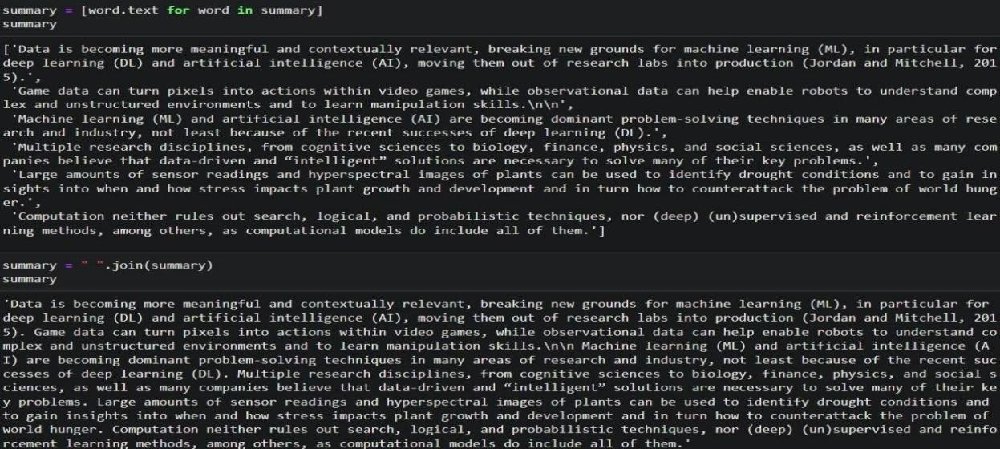 summary = [word.text for word in summary]
summary
['Data is becoming more meaningful and contextually relevant, breaking new grounds for machine learning (ML), in particular for
deep learning (DL) and artificial intelligence (AI), moving them out of research labs into production (Jordan and Mitchell, 201
5).',
'Game data can turn pixels into actions within video games, while observational data can help enable robots to understand comp
lex and unstructured environments and to learn manipulation skills.\n\n',
'Machine learning (ML) and artificial intelligence (AI) are becoming dominant problem-solving techniques in many areas of rese
arch and industry, not least because of the recent successes of deep learning (DL).',
'Multiple research disciplines, from cognitive sciences to biology, finance, physics, and social sciences, as well as many com
panies believe that data-driven and “intelligent” solutions are necessary to solve many of their key problems.',
'Large amounts of sensor readings and hyperspectral images of plants can be used to identify drought conditions and to gain in
sights into when and how stress impacts plant growth and development and in turn how to counterattack the problem of world hung
er.',
'Computation neither rules out search, logical, and probabilistic techniques, nor (deep) (un)supervised and reinforcement lear
ning methods, among others, as computational models do include all of them.']
summary = " ".join(summary)
summary
'Data is becoming more meaningful and contextually relevant, breaking new grounds for machine learning (ML), in particular for
deep learning (DL) and artificial intelligence (AI), moving them out of research labs into production (Jordan and Mitchell, 201
5). Game data can turn pixels into actions within video games, while observational data can help enable robots to understand co
mplex and unstructured environments and to learn manipulation skills.\n\n Machine learning (ML) and artificial intelligence (A
I) are becoming dominant problem-solving techniques in many areas of research and industry, not least because of the recent suc
cesses of deep learning (DL). Multiple research disciplines, from cognitive sciences to biology, finance, physics, and social s
ciences, as well as many companies believe that data-driven and “intelligent” solutions are necessary to solve many of their ke
y problems. Large amounts of sensor readings and hyperspectral images of plants can be used to identify drought conditions and
to gain insights into when and how stress impacts plant growth and development and in turn how to counterattack the problem of
world hunger. Computation neither rules out search, logical, and probabilistic techniques, nor (deep) (un)supervised and reinfo
rcement learning methods, among others, as computational models do include all of them.'